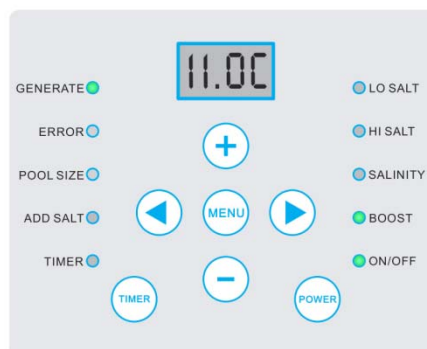 11.0C
GENERATE
LO SALT
ERROR
+
HI SALT
POOL SIZE
SALINITY
MENU
ADD SALT
BOOST
TIMER
−
ON/OFF
TIMER
POWER